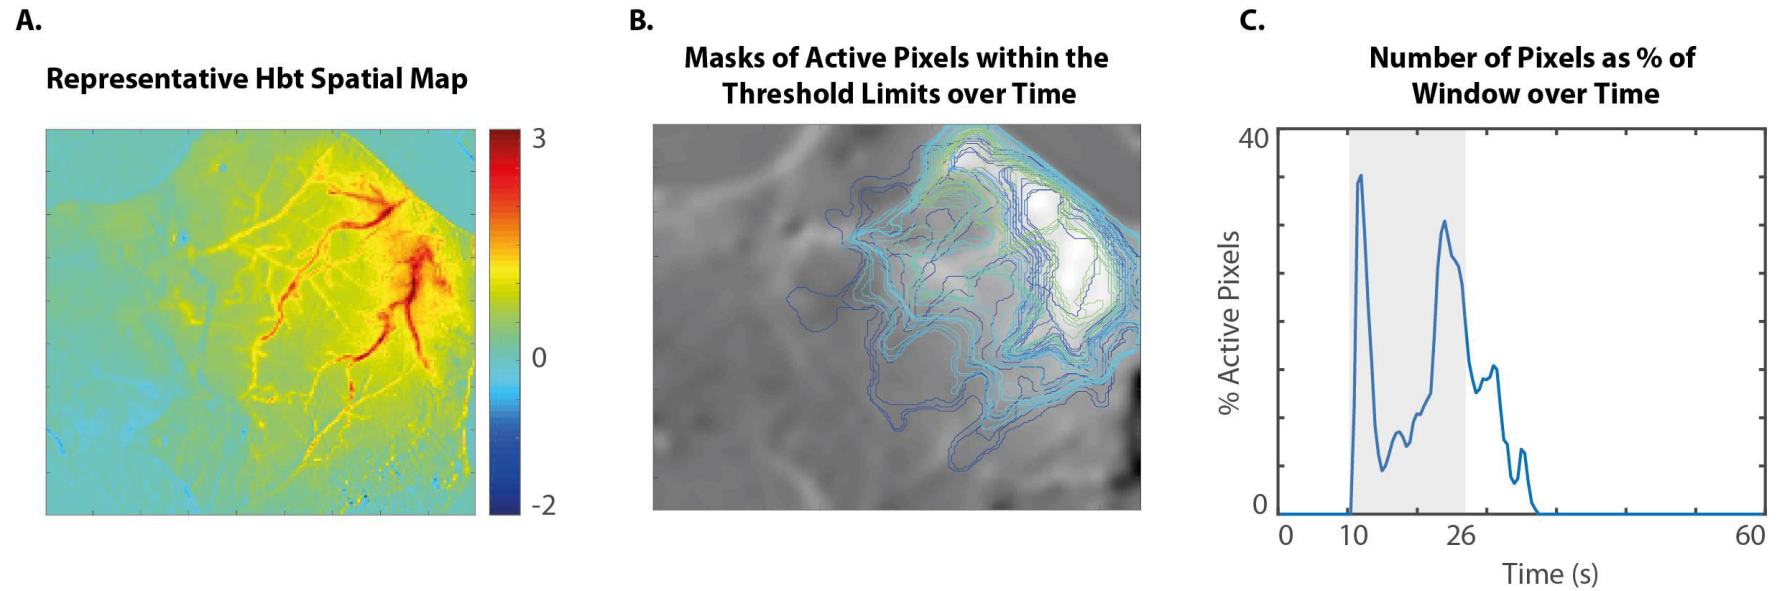 A.
Representative Hbt Spatial Map
3
0
-2
B.
Masks of Active Pixels within the
Threshold Limits over Time
C.
Number of Pixels as % of
Window over Time
40
0
% Active Pixels
0 10 26 60
Time (s)